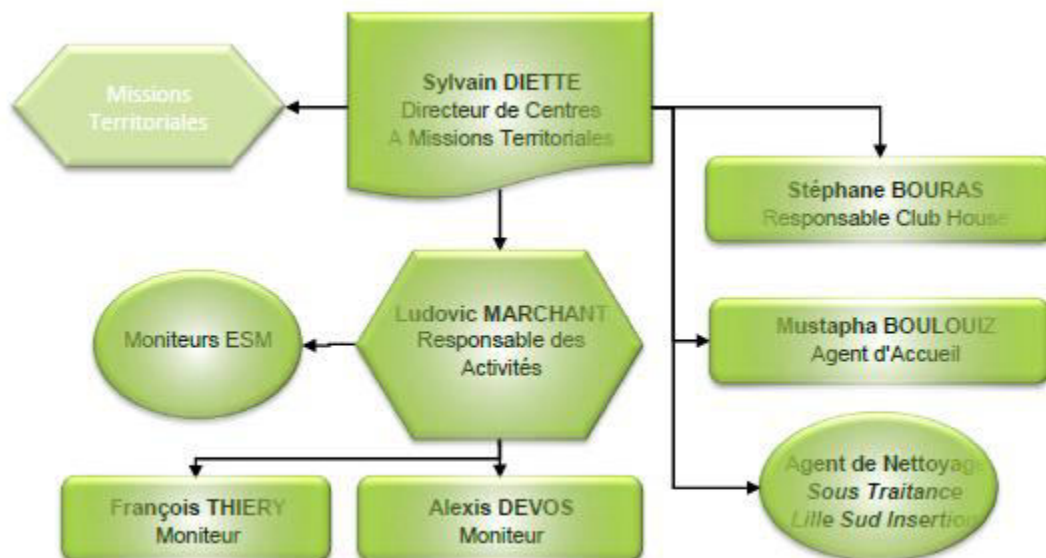 Missions
Territoriales
Sylvain DIETTE
Directeur de Centres
A Missions Territoriales
Stéphane BOURAS
Responsable Club House
Ludovic MARCHANT
Responsable des
Activités
Moniteurs ESM
Mustapha BOULOUIZ
Agent d'Accueil
Agent de Nettoyage
Sous Traitance
Lille Sud Insertion
François THIERY
Moniteur
Alexis DEVOS
Moniteur